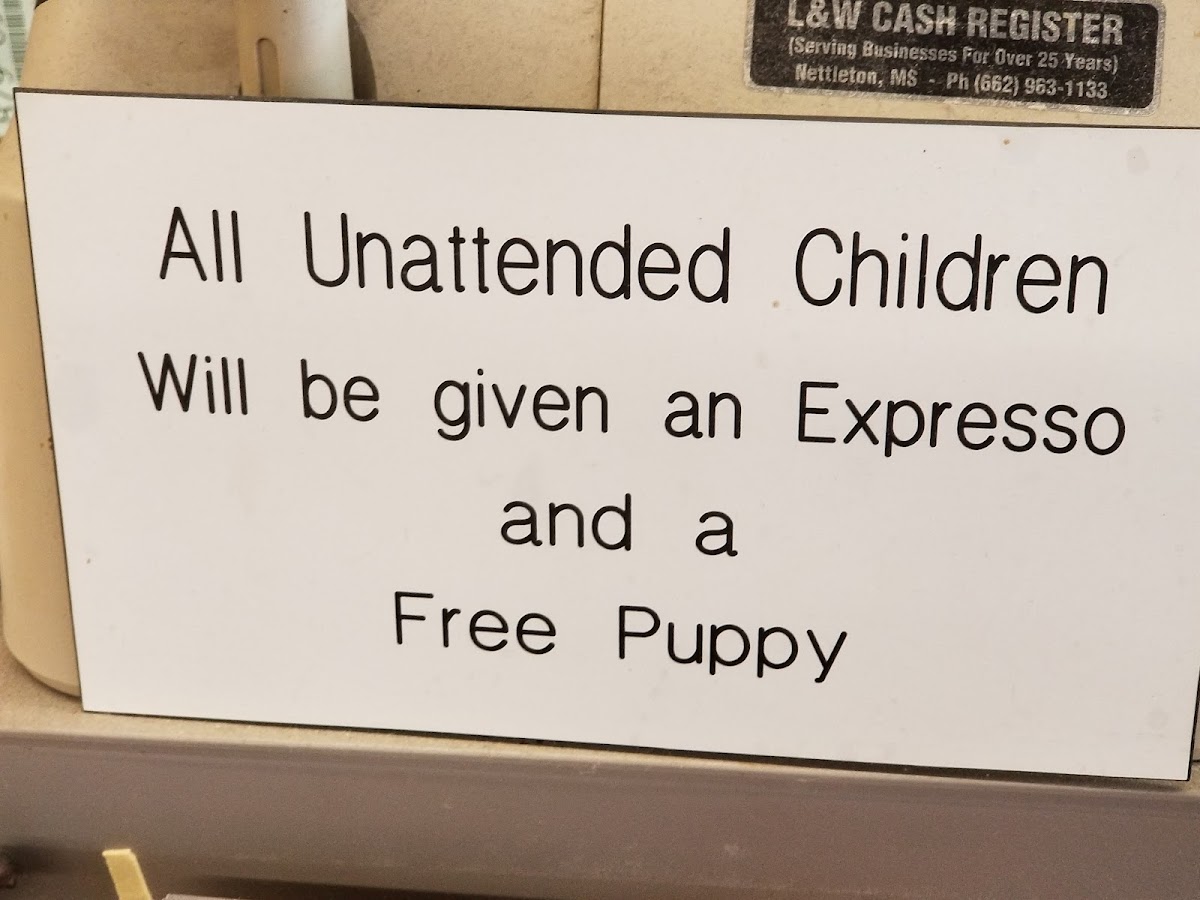 L&W CASH REGISTER
(Serving Businesses For Over 25 Years)
Nettleton, MS - Ph (662) 963-1133
All Unattended Children
Will be given an Expresso
and a
Free Puppy